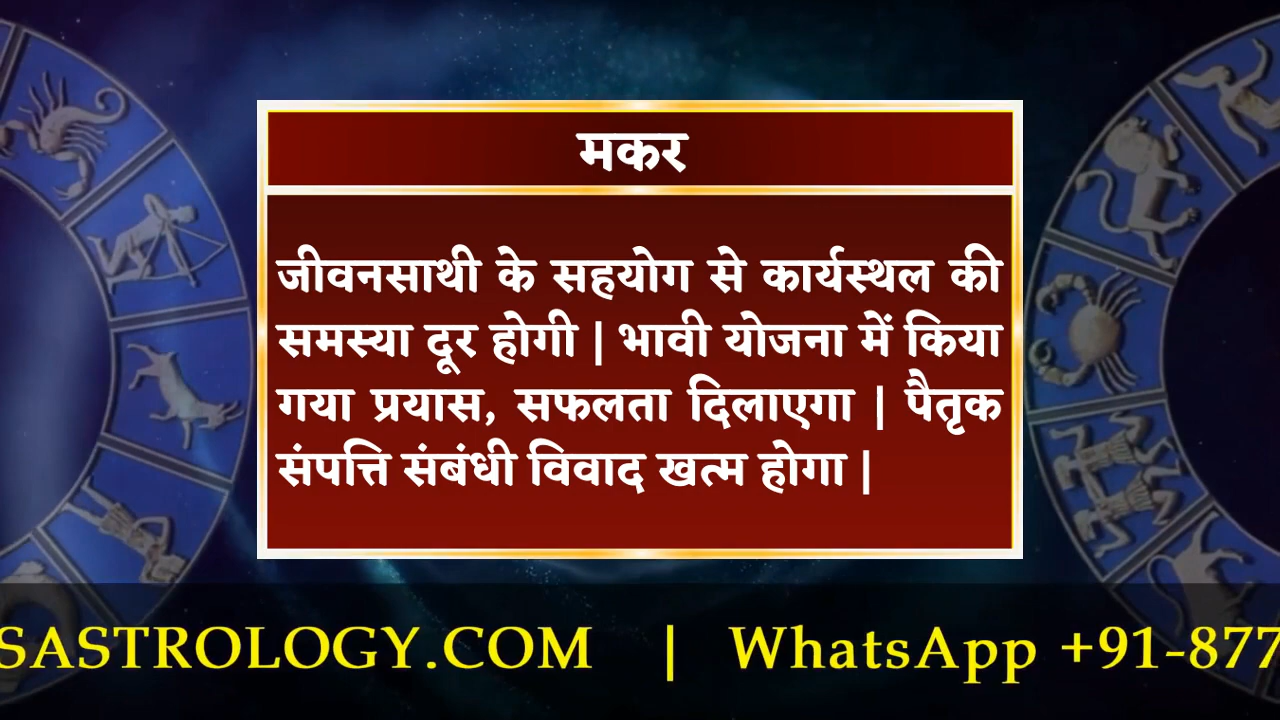 मकर
जीवनसाथी के सहयोग से कार्यस्थल की
समस्या दूर होगी | भावी योजना में किया
गया प्रयास, सफलता दिलाएगा | पैतृक
संपत्ति संबंधी विवाद खत्म होगा |
SASTROLOGY.COM | WhatsApp +91-877